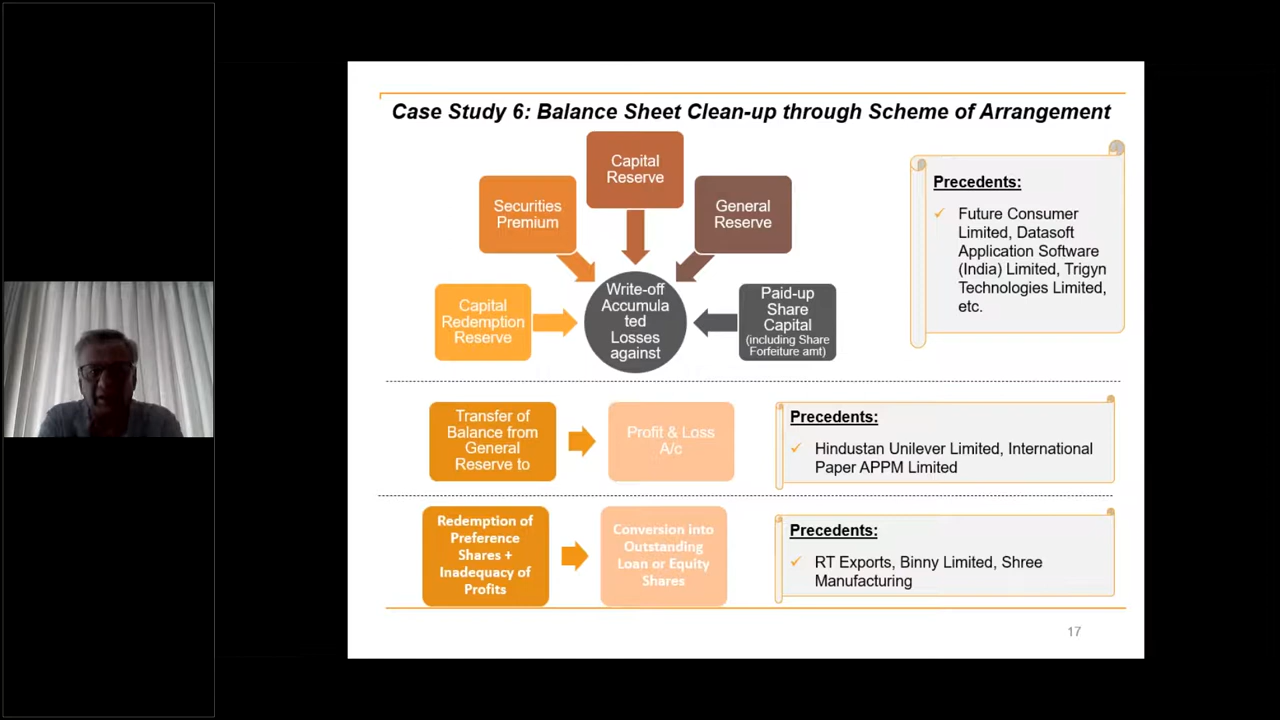 Case Study 6: Balance Sheet Clean-up through Scheme of Arrangement
Capital
Reserve
Securities
Premium
General
Reserve
Capital
Redemption
Reserve
Write-off
Accumula
ted
Losses
against
Paid-up
Share
Capital
(including Share
Forfeiture amt)
Precedents:
✓ Future Consumer
Limited, Datasoft
Application Software
(India) Limited, Trigyn
Technologies Limited,
etc.
Transfer of
Balance from
General
Reserve to
Profit & Loss
A/c
Precedents:
✓ Hindustan Unilever Limited, International
Paper APPM Limited
Redemption of
Preference
Shares +
Inadequacy of
Profits
Conversion into
Outstanding
Loan or Equity
Shares
Precedents:
✓ RT Exports, Binny Limited, Shree
Manufacturing
17